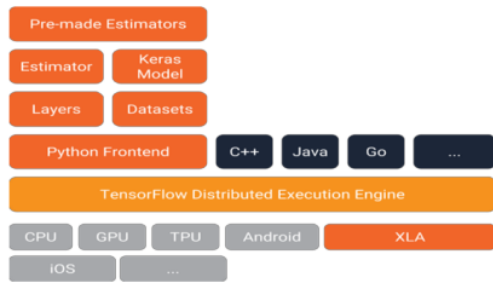 Pre-made Estimators
Estimator
Keras
Model
Layers
Datasets
Python Frontend
C++
Java
Go
...
TensorFlow Distributed Execution Engine
CPU
GPU
TPU
Android
XLA
iOS
...